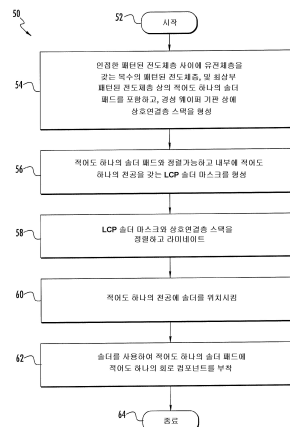 50
52
시작
54
인접한 패턴된 전도체층 사이에 유전체층을
갖는 복수의 패턴된 전도체층, 및 최상부
패턴된 전도체층 상의 적어도 하나의 솔더
패드를 포함하고, 경성 웨이퍼 기판 상에
상호연결층 스택을 형성
56
적어도 하나의 솔더 패드와 정렬가능하고 내부에 적어도
하나의 천공을 갖는 LCP 솔더 마스크를 형성
58
LCP 솔더 마스크와 상호연결층 스택을
정렬하고 라미네이트
60
적어도 하나의 천공에 솔더를 위치시킴
62
솔더를 사용하여 적어도 하나의 솔더 패드에
적어도 하나의 회로 컴포넌트를 부착
64
종료